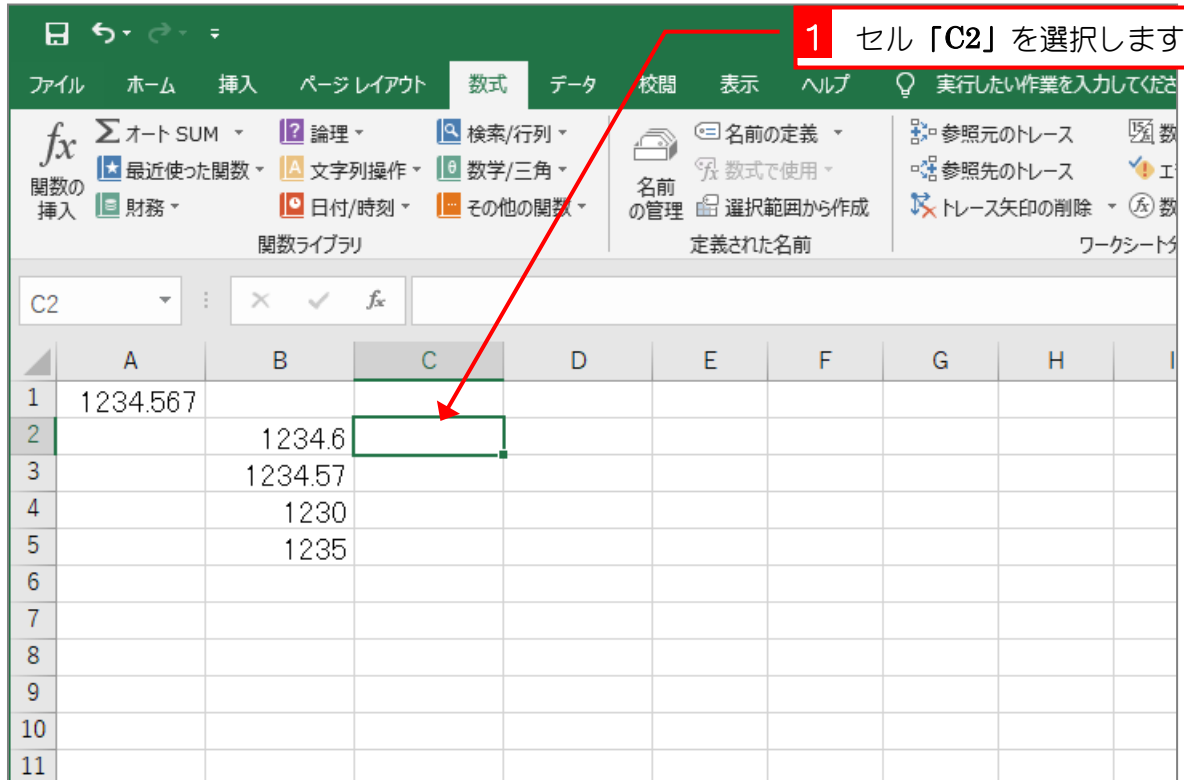 1 セル「C2」を選択します
ファイル ホーム 挿入 ページ レイアウト 数式 データ 校閲 表示 ヘルプ 実行したい作業を入力してくださ
fx 関数の挿入 Σ オート SUM 論理 検索/行列 名前の定義 参照元のトレース 数
最近使った関数 文字列操作 数学/三角 名前の管理 数式で使用 参照先のトレース エ
財務 日付/時刻 その他の関数 選択範囲から作成 トレース矢印の削除 数
関数ライブラリ 定義された名前 ワークシート分
C2 fx
A B C D E F G H I
1 1234.567
2 1234.6
3 1234.57
4 1230
5 1235
6
7
8
9
10
11